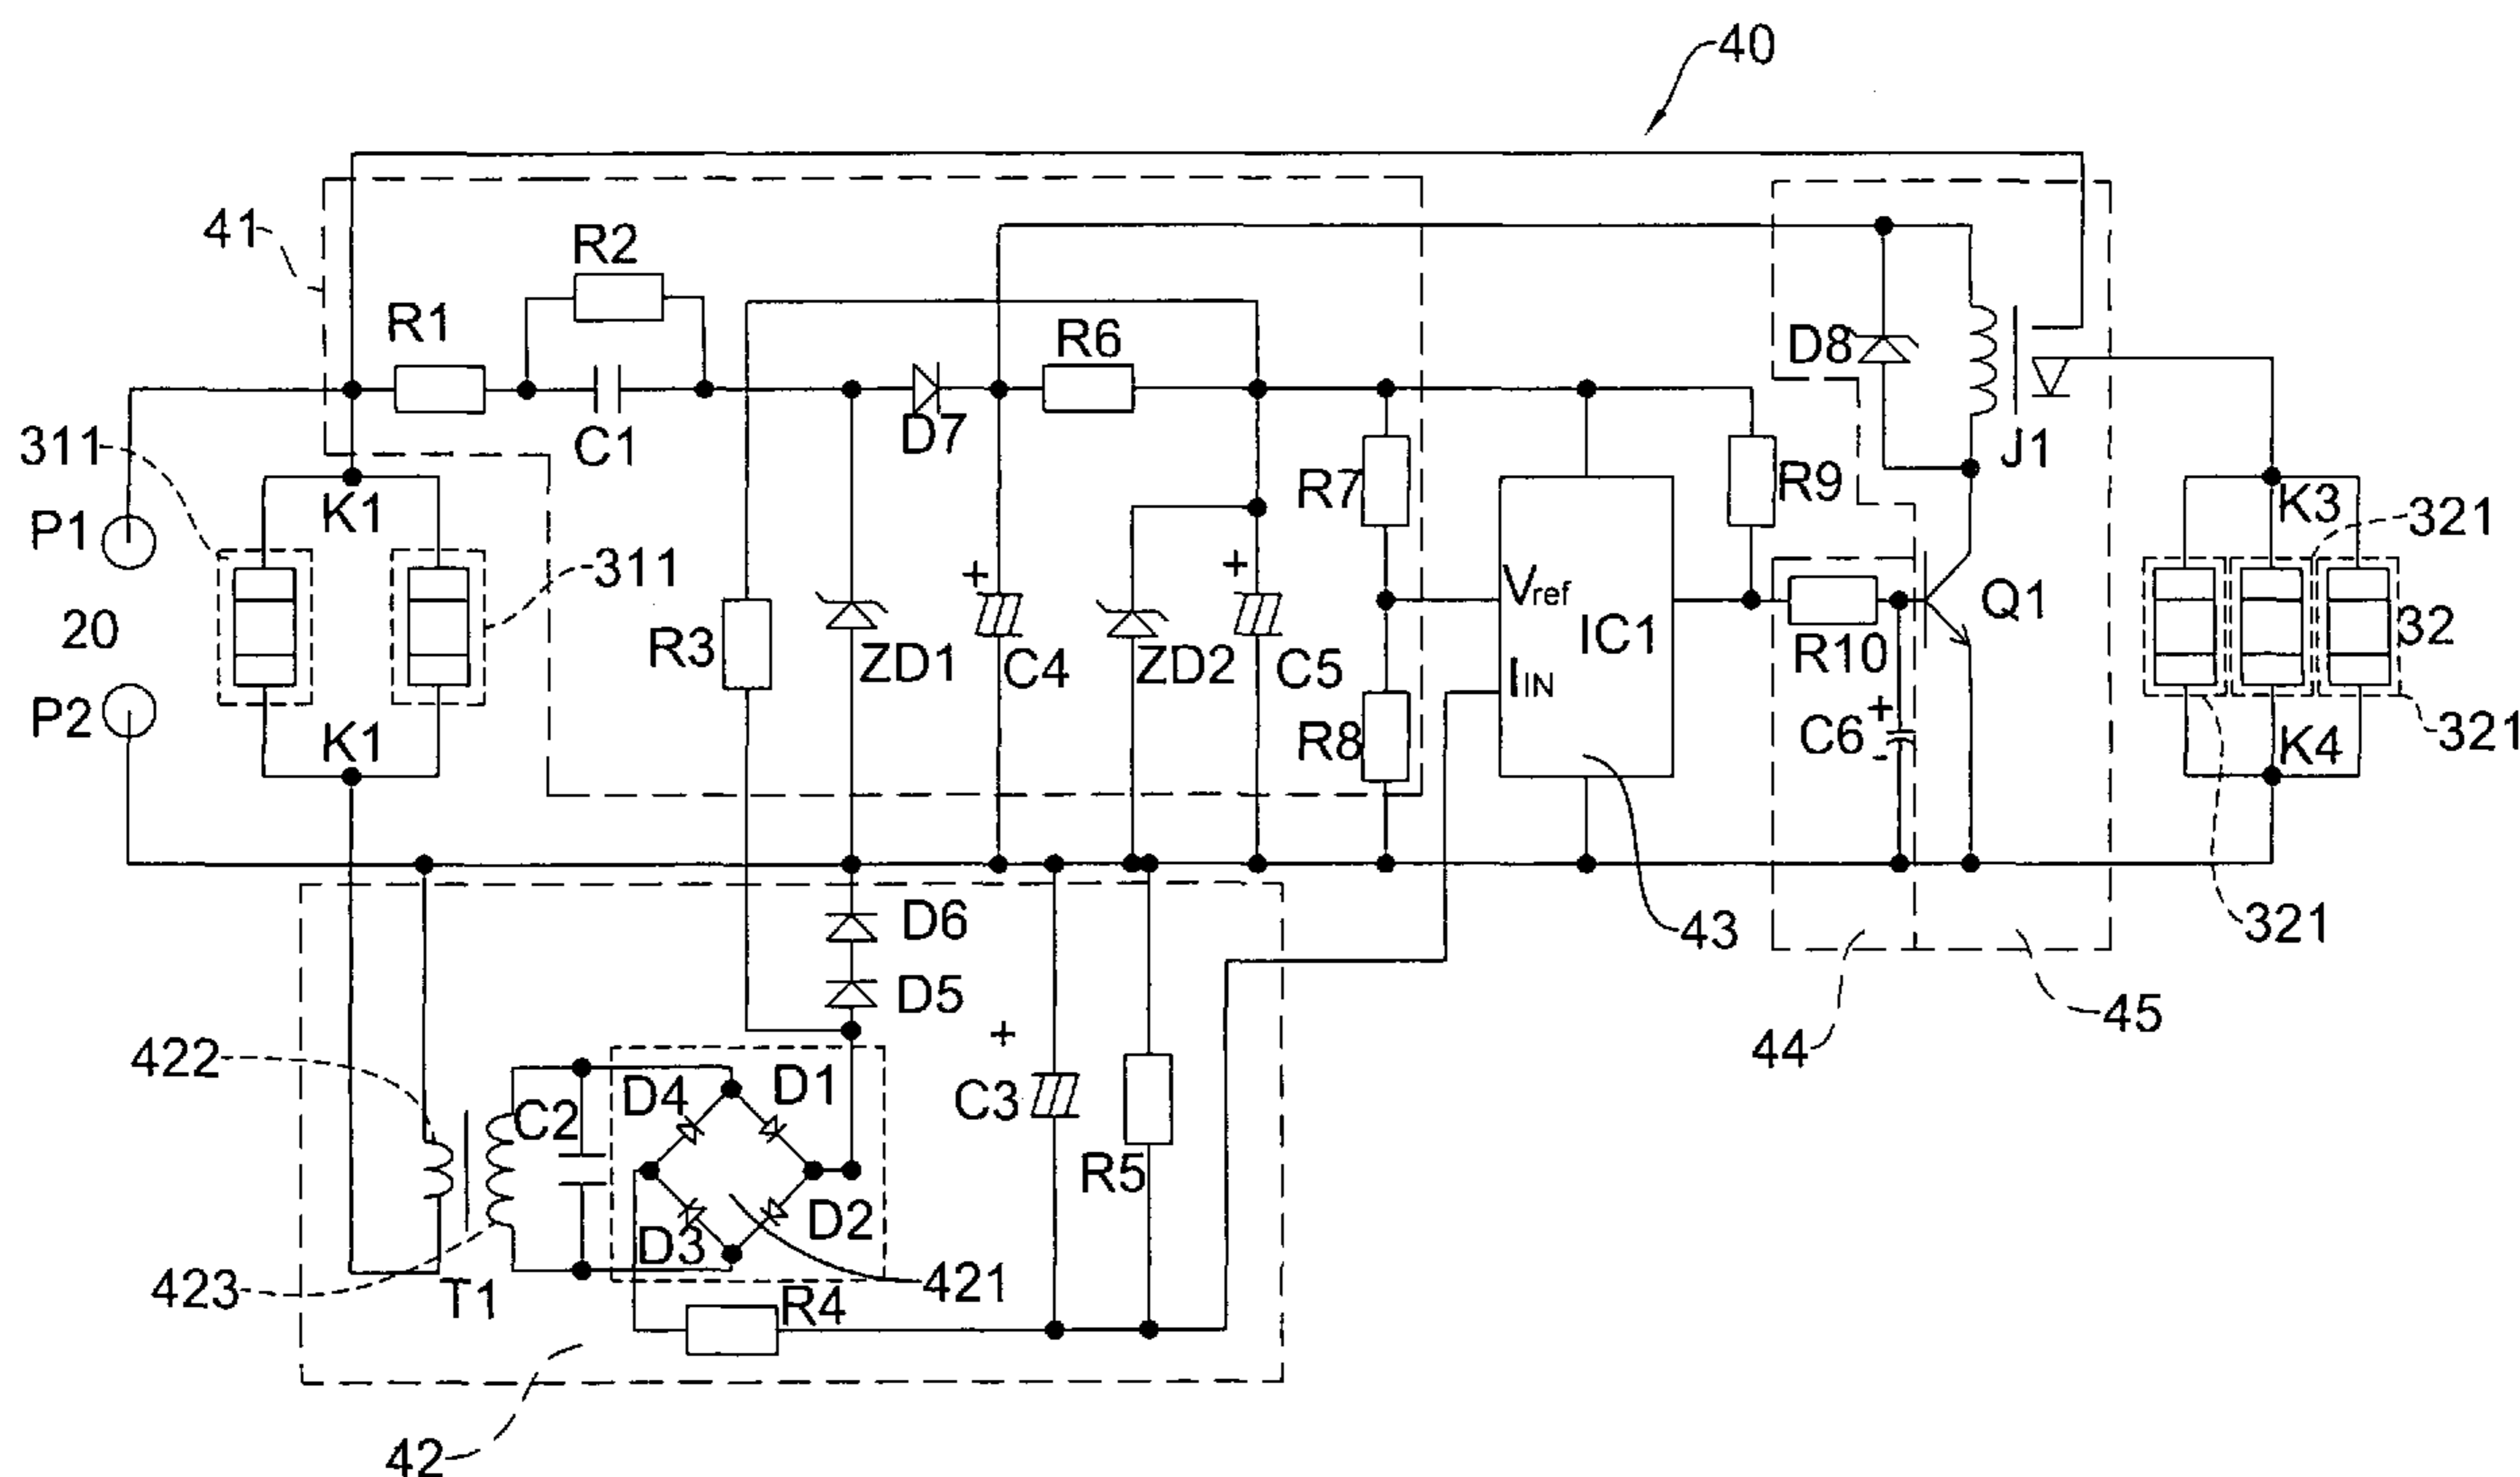 40
41
R2
R1
R6
D8
C1
D7
J1
311
K1
R7
R9
K3
321
P1
311
Vref
Q1
20
R3
ZD1
C4
+
ZD2
+
C5
IC1
R10
32
IIN
P2
K1
R8
C6
+
-
K4
321
D6
43
321
D5
44
45
+
422
C2
D4
D1
C3
R5
D3
D2
423
T1
421
R4
42